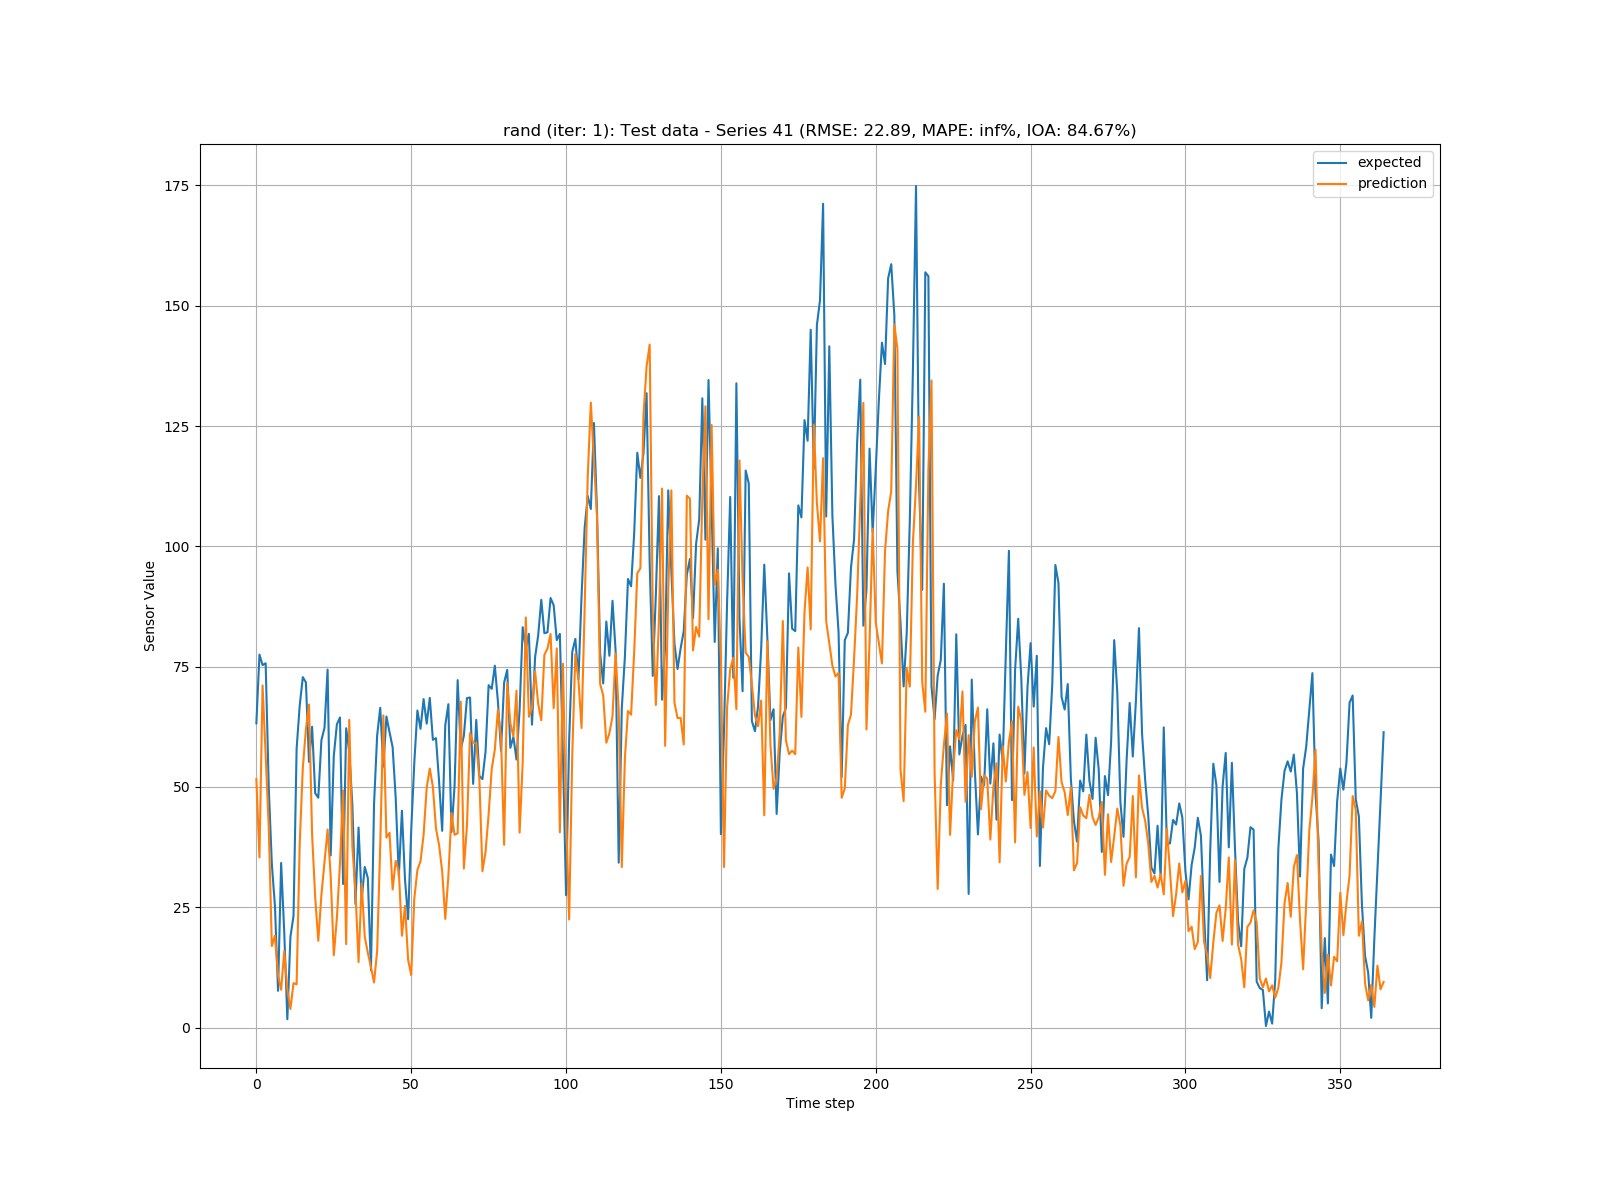 rand (iter: 1): Test data - Series 41 (RMSE: 22.89, MAPE: inf%, IOA: 84.67%)
expected
prediction
175
150
125
100
75
50
25
0
Sensor Value
0 50 100 150 200 250 300 350
Time step